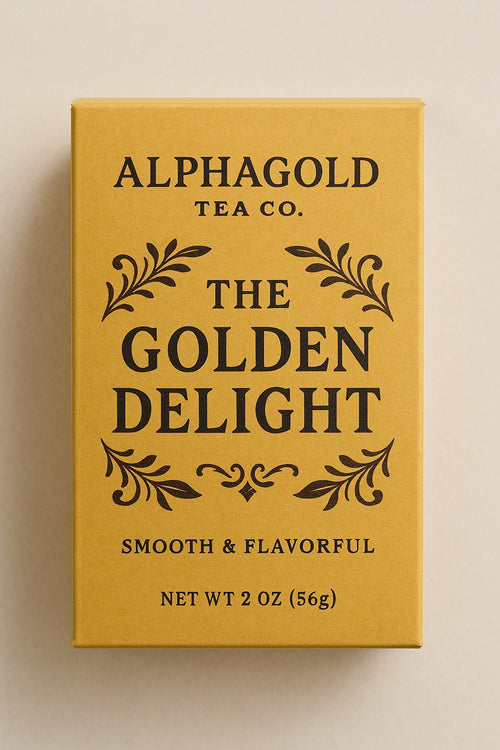 ALPHAGOLD
TEA CO.
THE
GOLDEN
DELIGHT
SMOOTH & FLAVORFUL
NET WT 2 OZ (56g)